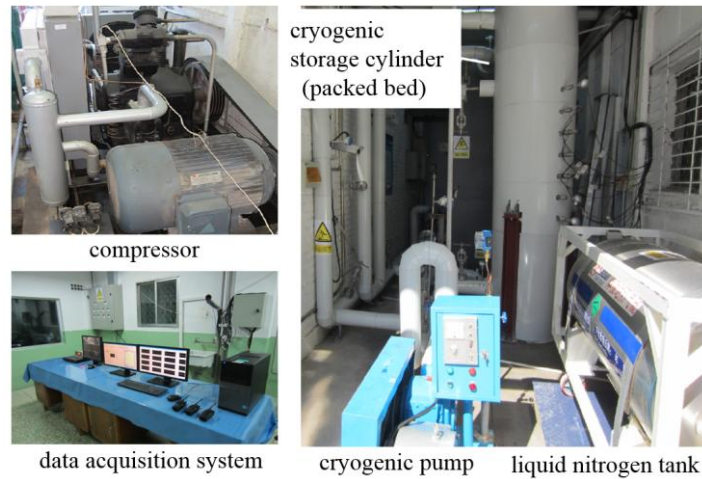 cryogenic
storage cylinder
(packed bed)
compressor
data acquisition system
cryogenic pump
liquid nitrogen tank